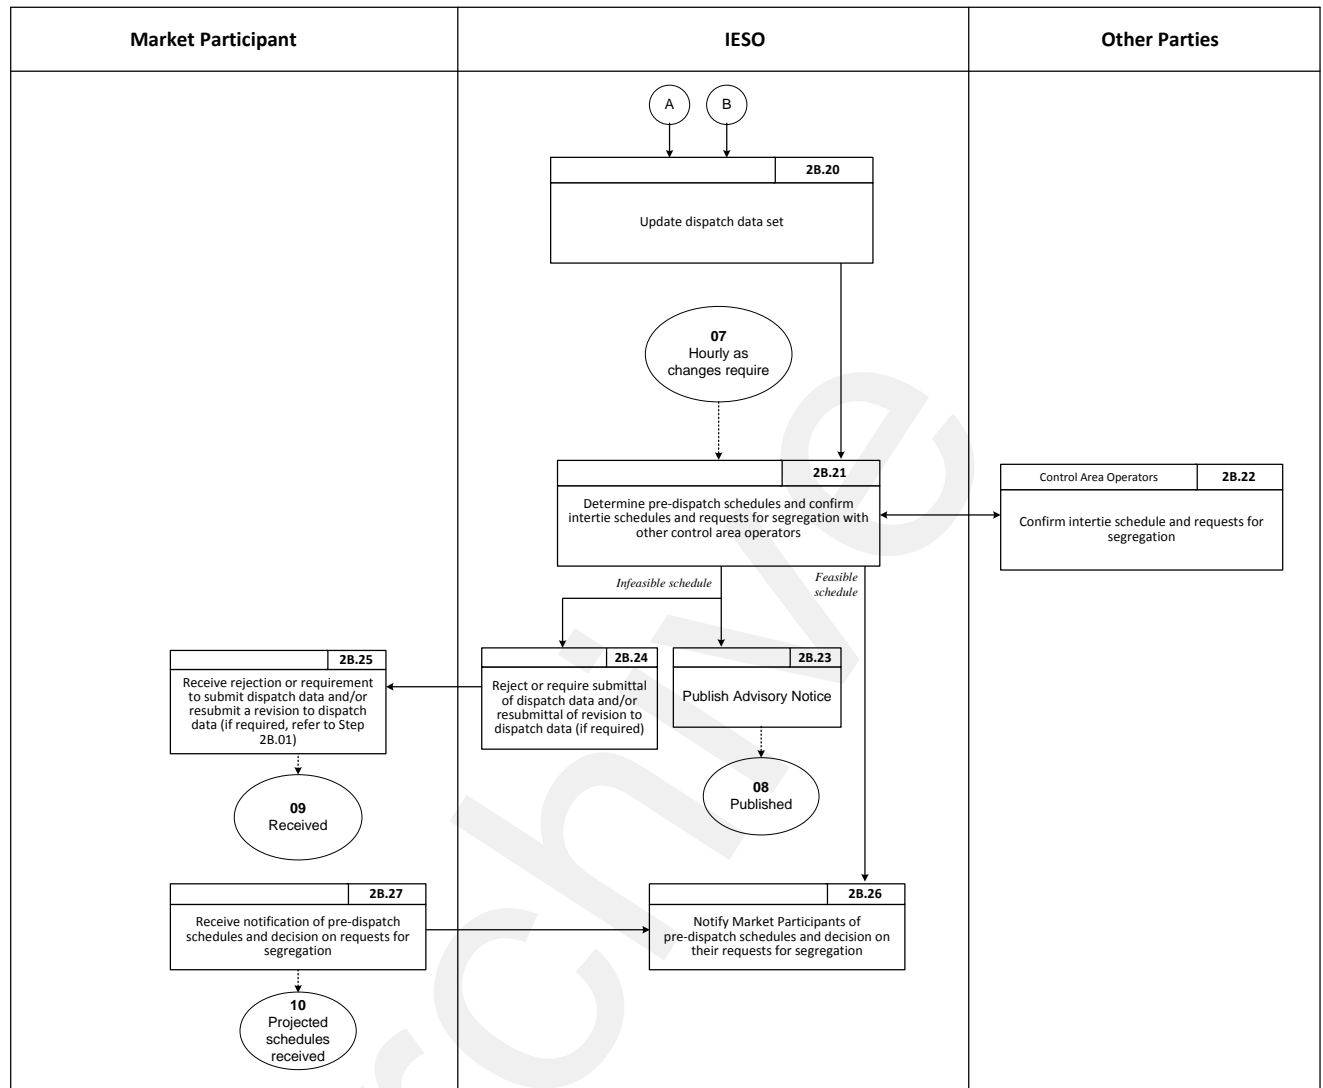 Market Participant
IESO
Other Parties
A
B
2B.20
Update dispatch data set
07
Hourly as
changes require
2B.21
Determine pre-dispatch schedules and confirm
intertie schedules and requests for segregation with
other control area operators
Control Area Operators
2B.22
Confirm intertie schedule and requests for
segregation
Infeasible schedule
Feasible
schedule
2B.25
Receive rejection or requirement
to submit dispatch data and/or
resubmit a revision to dispatch
data (if required, refer to Step
2B.01)
2B.24
Reject or require submittal
of dispatch data and/or
resubmittal of revision to
dispatch data (if required)
2B.23
Publish Advisory Notice
09
Received
08
Published
2B.27
Receive notification of pre-dispatch
schedules and decision on requests for
segregation
2B.26
Notify Market Participants of
pre-dispatch schedules and decision on
their requests for segregation
10
Projected
schedules
received
rchive